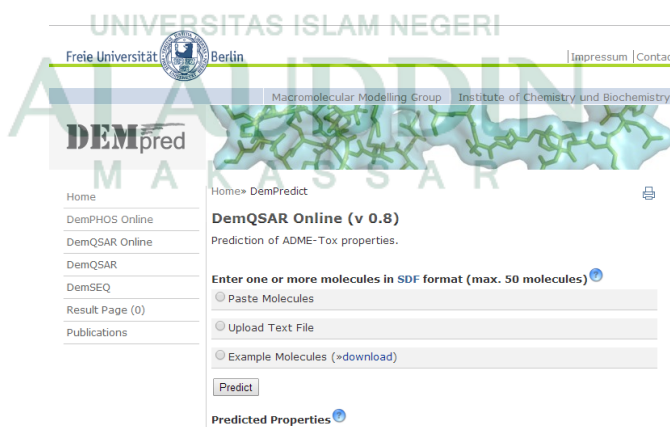 UNIVERSITAS ISLAM NEGERI
Freie Universität Berlin
Impressum Contac
ALAUDDIN
Macromolecular Modelling Group Institute of Chemistry und Biochemistry
DEMpred
MAKASSAR
Home» DemPredict
Home
DemPHOS Online
DemQSAR Online
DemQSAR
DemSEQ
Result Page (0)
Publications
DemQSAR Online (v 0.8)
Prediction of ADME-Tox properties.
Enter one or more molecules in SDF format (max. 50 molecules)
Paste Molecules
Upload Text File
Example Molecules (»download)
Predict
Predicted Properties